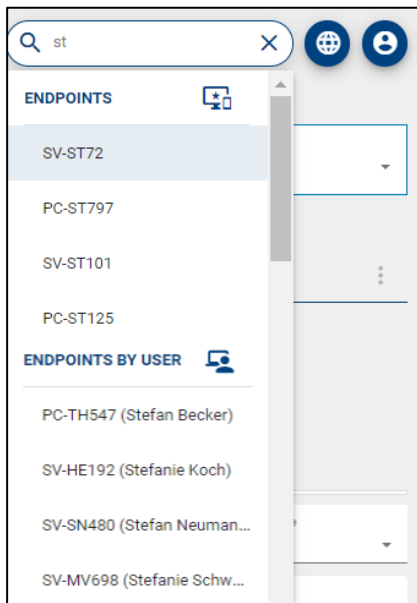 st
ENDPOINTS
SV-ST72
PC-ST797
SV-ST101
PC-ST125
ENDPOINTS BY USER
PC-TH547 (Stefan Becker)
SV-HE192 (Stefanie Koch)
SV-SN480 (Stefan Neuman...
SV-MV698 (Stefanie Schw...